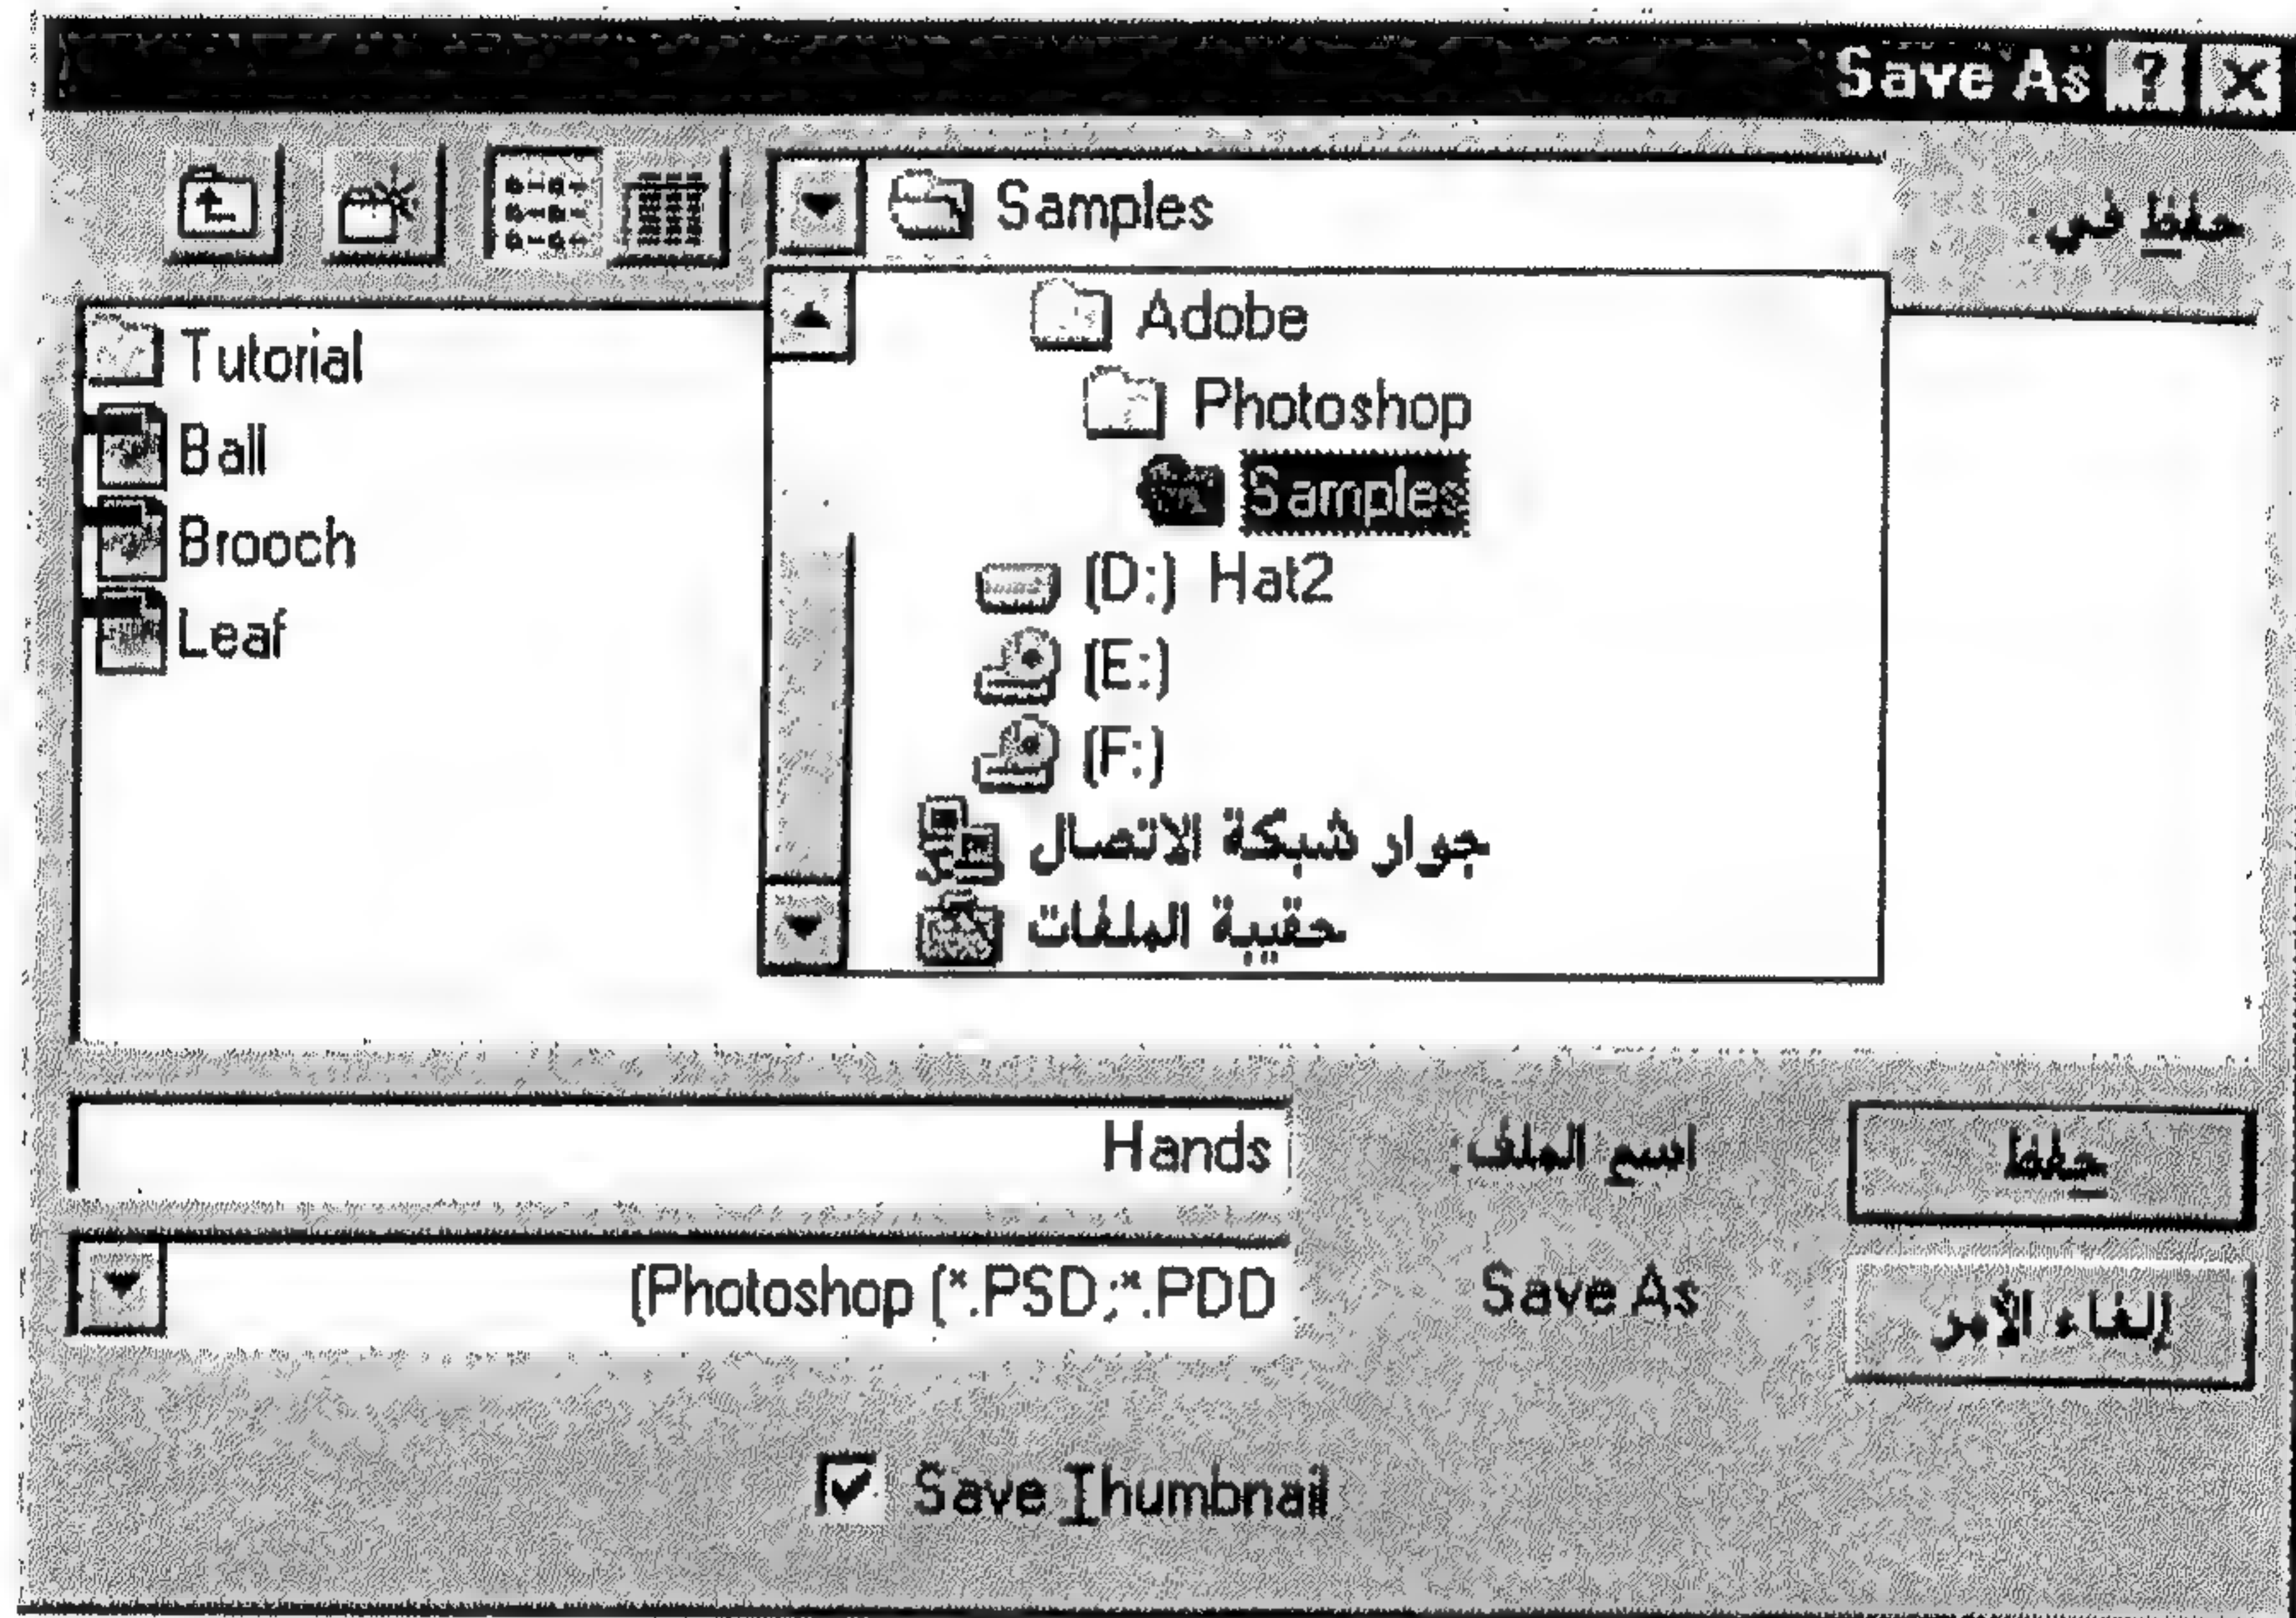 Save As
حفظ في:
Samples
Adobe
Photoshop
Samples
(D:) Hat2
(E:)
(F:)
جوار شبكة الاتصال
حقيبة الملفات
Tutorial
Ball
Brooch
Leaf
اسم الملف:
Hands
حفظ
Save As
(Photoshop (*.PSD;*.PDD
إلغاء الأمر
Save Thumbnail